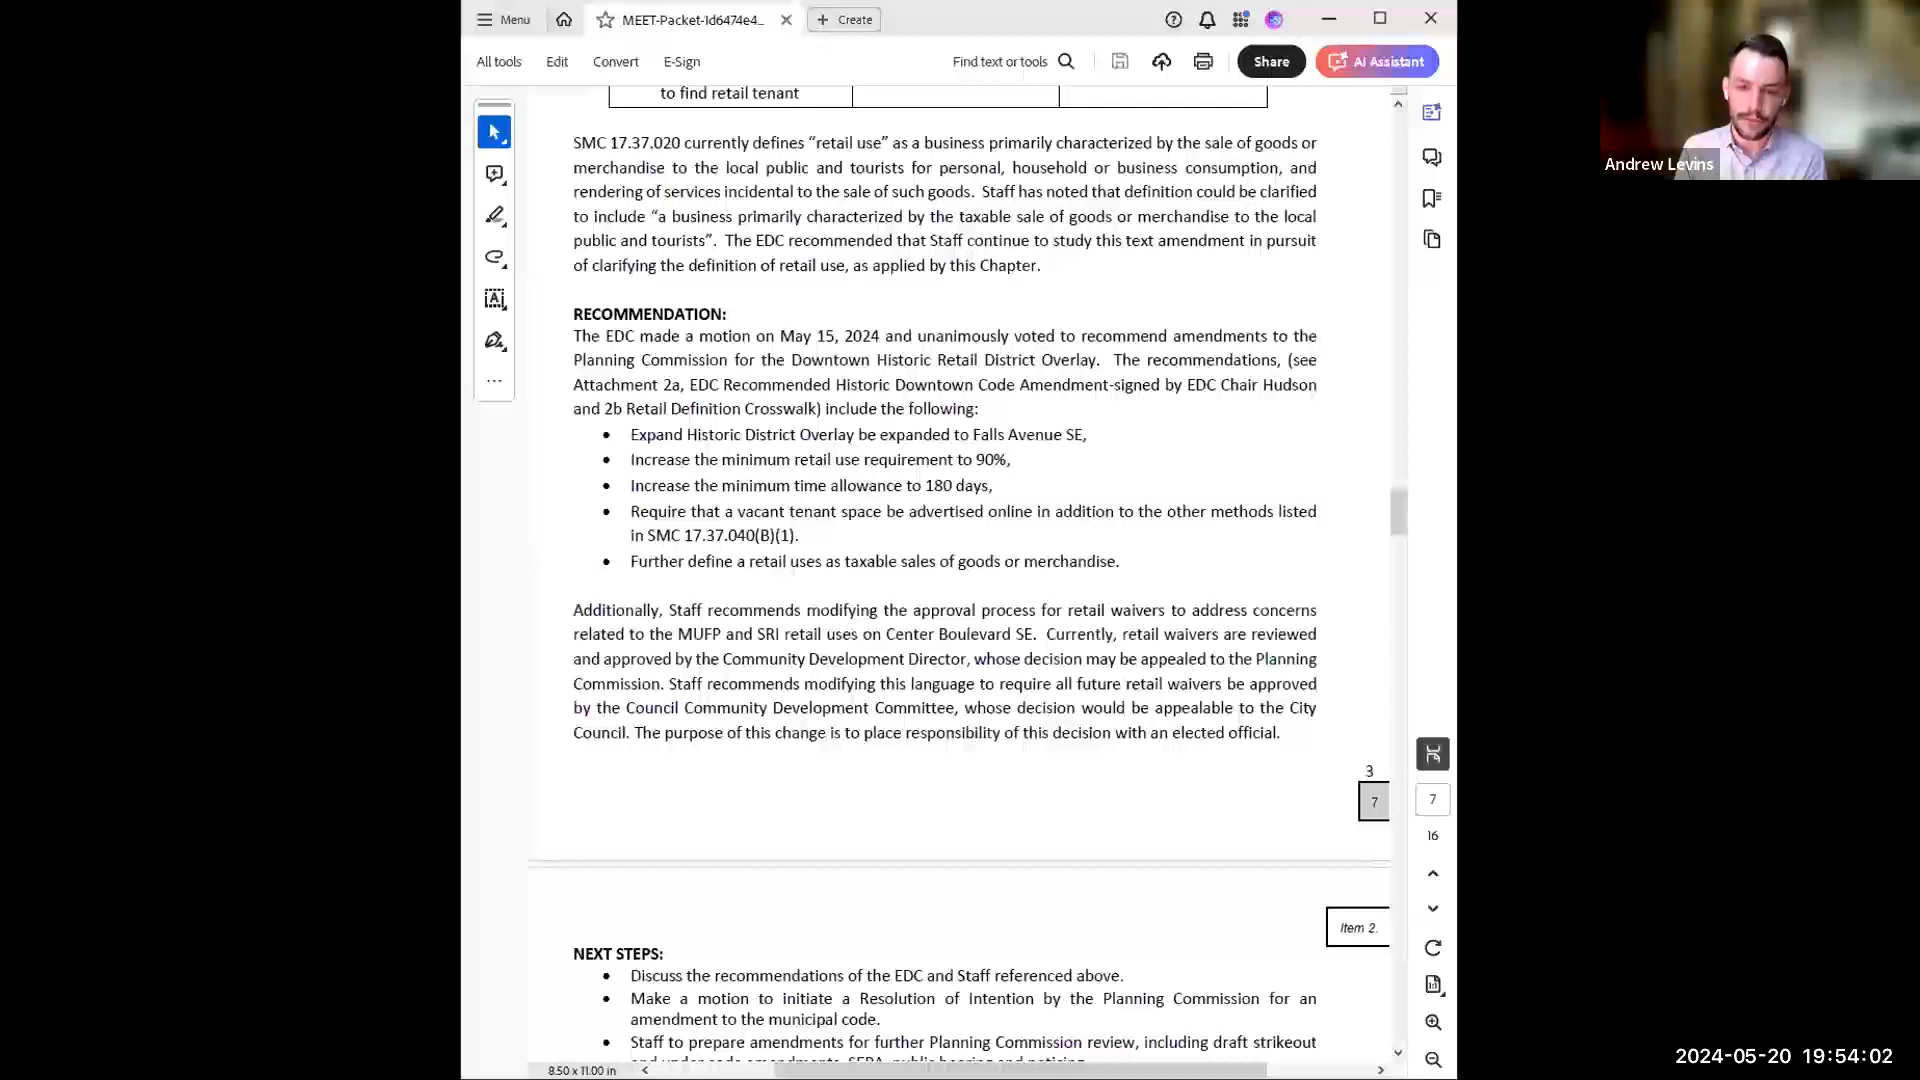 Menu
MEET-Packet-1d6474e4...
Create
All tools
Edit
Convert
E-Sign
Find text or tools
Share
AI Assistant
Andrew Levins
to find retail tenant
SMC 17.37.020 currently defines “retail use” as a business primarily characterized by the sale of goods or
merchandise to the local public and tourists for personal, household or business consumption, and
rendering of services incidental to the sale of such goods. Staff has noted that definition could be clarified
to include “a business primarily characterized by the taxable sale of goods or merchandise to the local
public and tourists”. The EDC recommended that Staff continue to study this text amendment in pursuit
of clarifying the definition of retail use, as applied by this Chapter.
RECOMMENDATION:
The EDC made a motion on May 15, 2024 and unanimously voted to recommend amendments to the
Planning Commission for the Downtown Historic Retail District Overlay. The recommendations, (see
Attachment 2a, EDC Recommended Historic Downtown Code Amendment-signed by EDC Chair Hudson
and 2b Retail Definition Crosswalk) include the following:
• Expand Historic District Overlay be expanded to Falls Avenue SE,
• Increase the minimum retail use requirement to 90%,
• Increase the minimum time allowance to 180 days,
• Require that a vacant tenant space be advertised online in addition to the other methods listed
in SMC 17.37.040(B)(1).
• Further define a retail uses as taxable sales of goods or merchandise.
Additionally, Staff recommends modifying the approval process for retail waivers to address concerns
related to the MUFP and SRI retail uses on Center Boulevard SE. Currently, retail waivers are reviewed
and approved by the Community Development Director, whose decision may be appealed to the Planning
Commission. Staff recommends modifying this language to require all future retail waivers be approved
by the Council Community Development Committee, whose decision would be appealable to the City
Council. The purpose of this change is to place responsibility of this decision with an elected official.
3
7
7
16
Item 2.
NEXT STEPS:
• Discuss the recommendations of the EDC and Staff referenced above.
• Make a motion to initiate a Resolution of Intention by the Planning Commission for an
amendment to the municipal code.
• Staff to prepare amendments for further Planning Commission review, including draft strikeout
8.50 x 11.00 in
2024-05-20 19:54:02